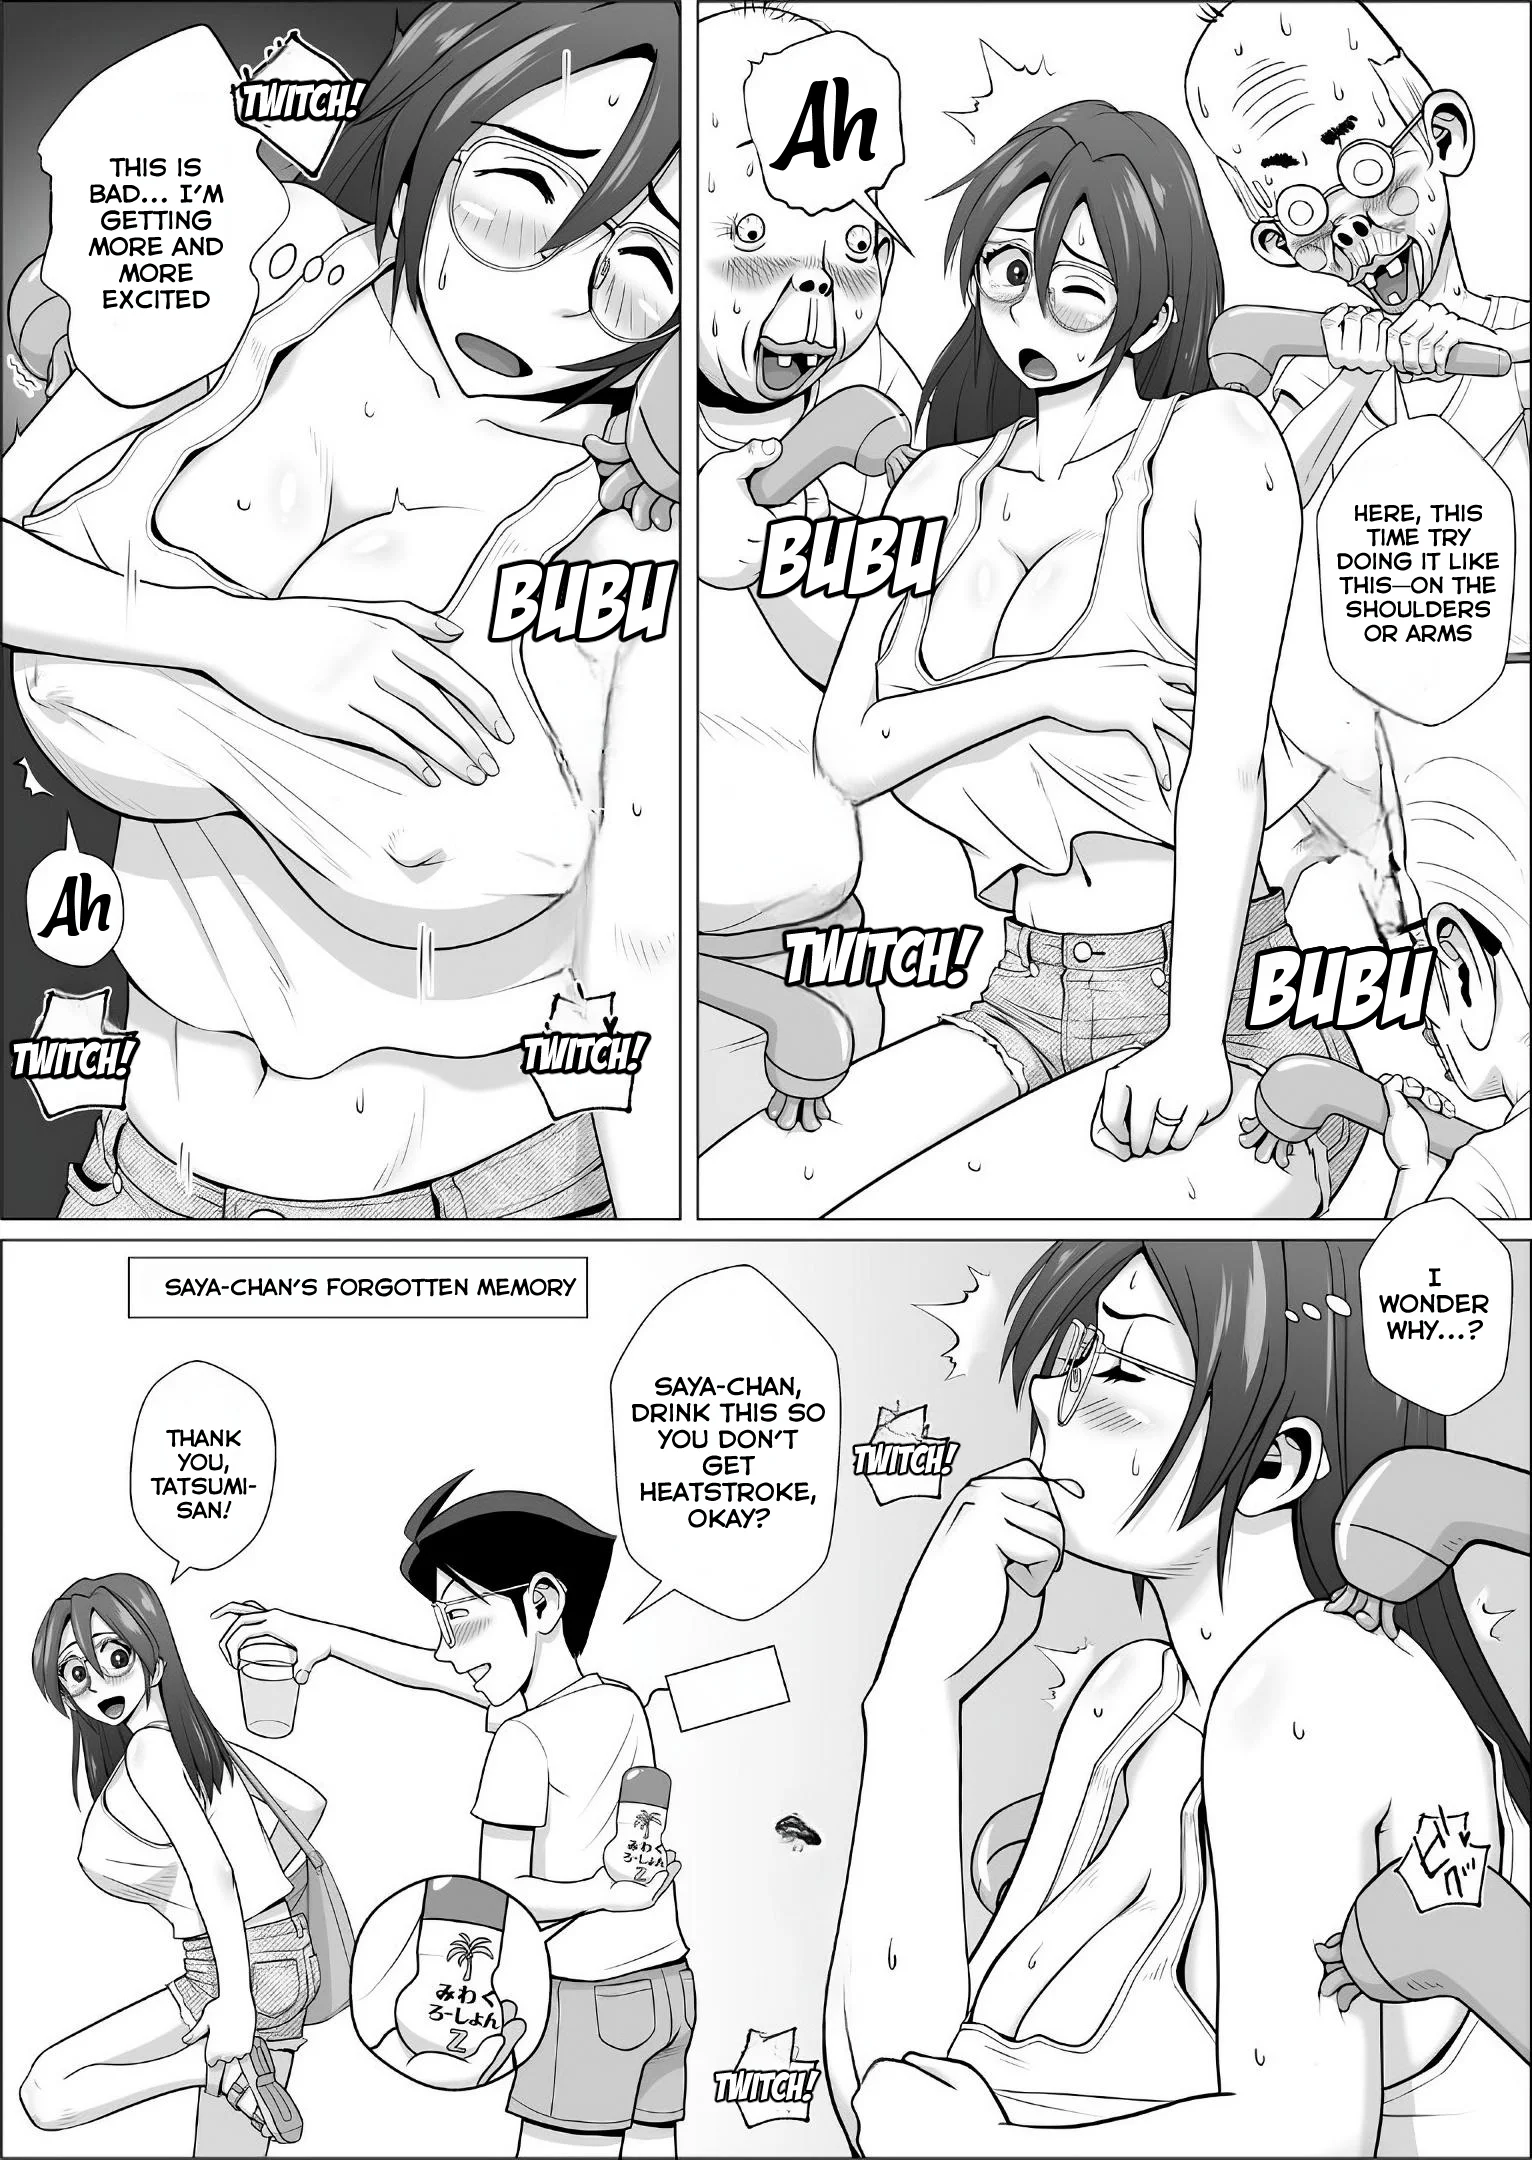 Ah
HERE, THIS
TIME TRY
DOING IT LIKE
THIS—ON THE
SHOULDERS
OR ARMS
BUBU
TWITCH!
BUBU
TWITCH!
THIS IS
BAD... I'M
GETTING
MORE AND
MORE
EXCITED
BUBU
Ah
TWITCH!
TWITCH!
I
WONDER
WHY...?
TWITCH!
ビグッ
TWITCH!
SAYA-CHAN'S FORGOTTEN MEMORY
SAYA-CHAN,
DRINK THIS SO
YOU DON'T
GET
HEATSTROKE,
OKAY?
THANK
YOU,
TATSUMI-
SAN!
みわく
ろーしょん
Z
みわく
ろーしょん
Z